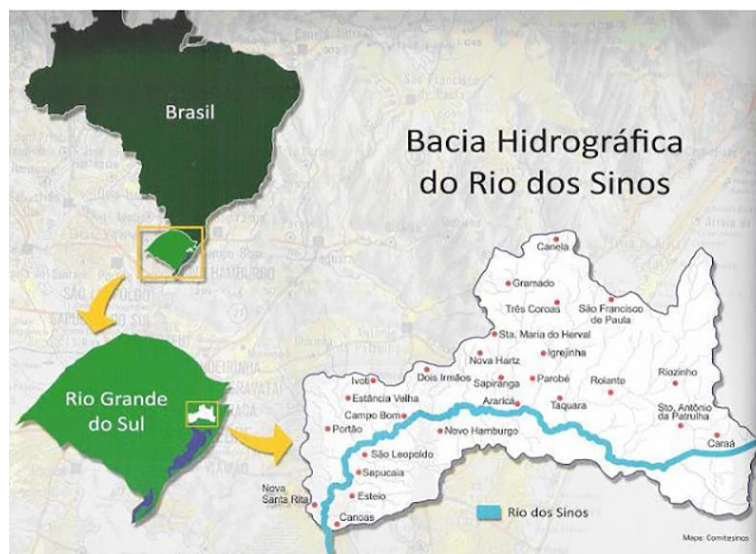 Brasil
Bacia Hidrográfica
do Rio dos Sinos
Rio Grande
do Sul
Canela
Gramado
Três Coroas
São Francisco
de Paula
Sta. Maria do Herval
Nova Hartz
Igrejinha
Ivoti
Dois Irmãos
Sapiranga
Parobé
Rolante
Riozinho
Estância Velha
Araricá
Taquara
Campo Bom
Sto. Antônio
da Patrulha
Portão
Novo Hamburgo
Caraá
São Leopoldo
Sapucaia
Nova
Santa Rita
Esteio
Canoas
Rio dos Sinos
Mapa: Comitesinos